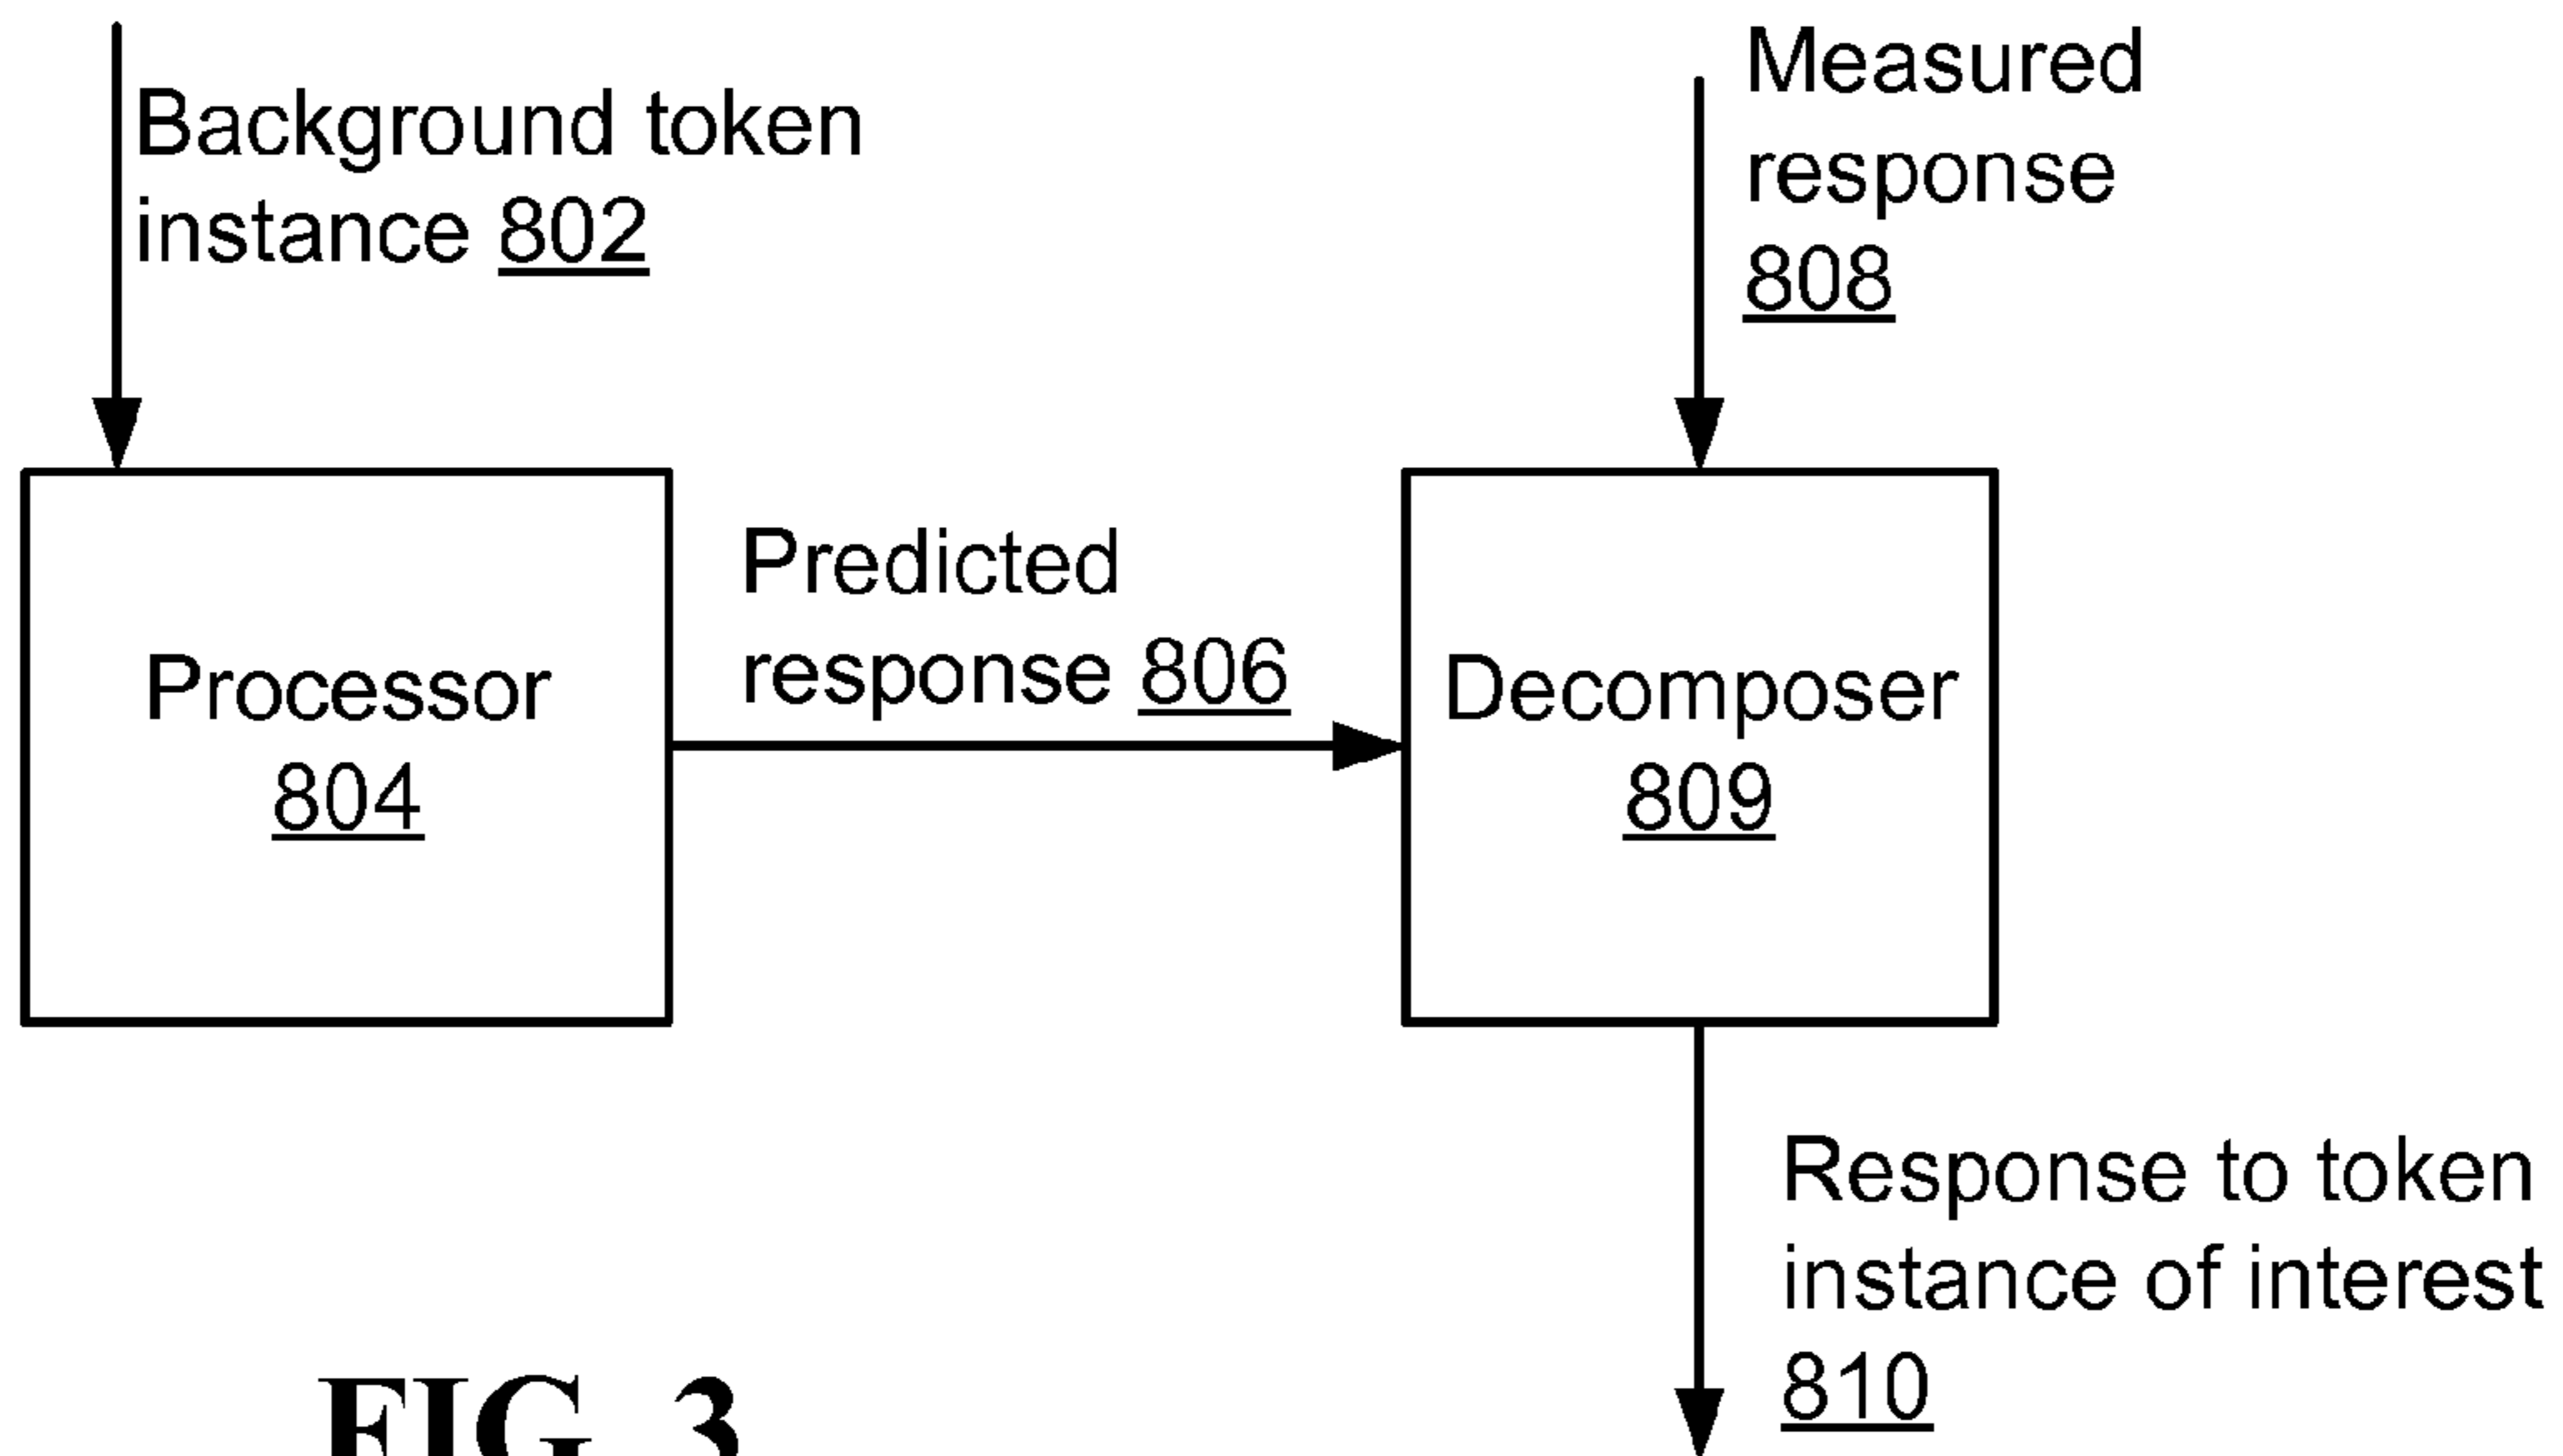 Background token
instance 802
Measured
response
808
Predicted
response 806
Processor
804
Decomposer
809
Response to token
instance of interest
810
FIG. 3